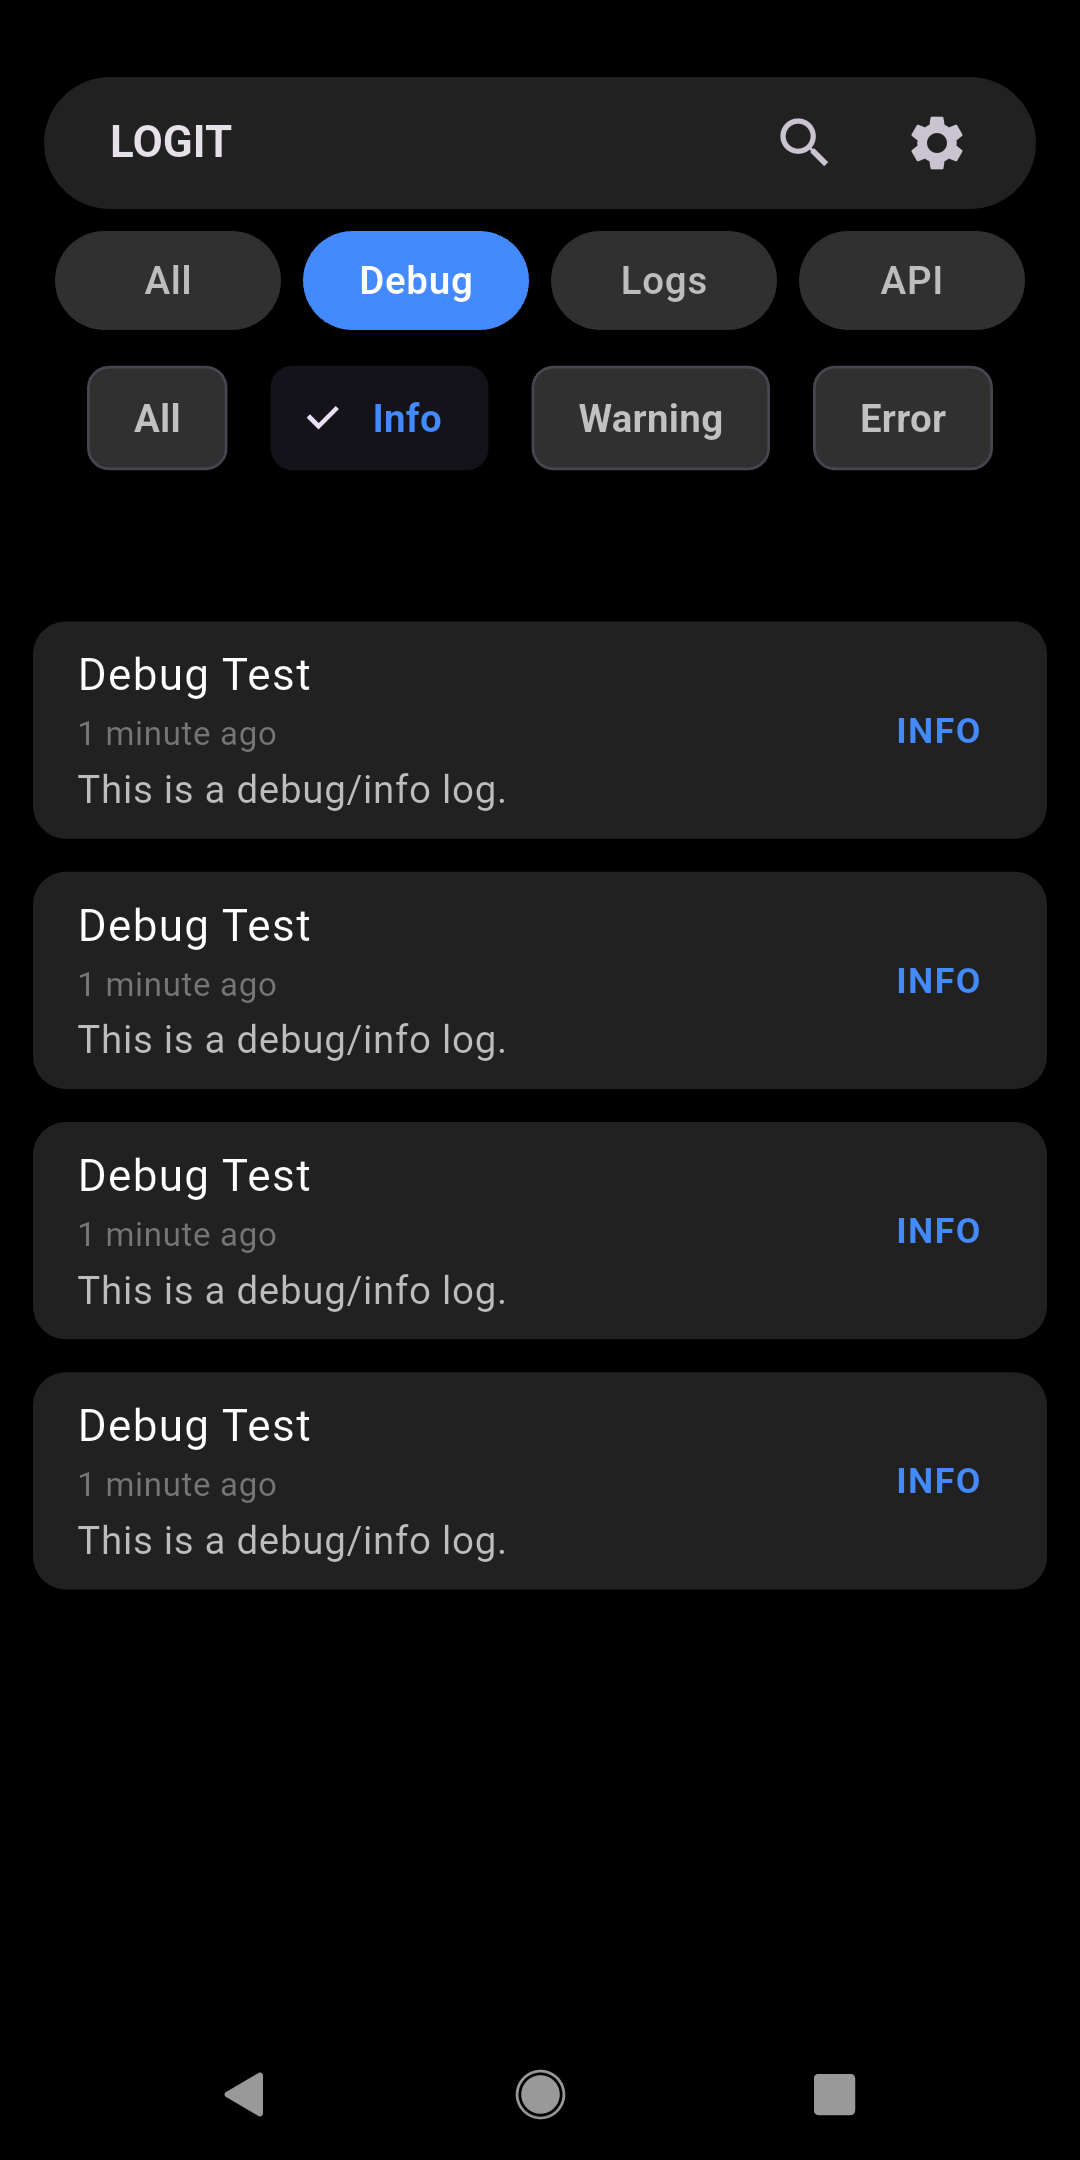 LOGIT
All Debug Logs API
All Info Warning Error
Debug Test
1 minute ago
INFO
This is a debug/info log.
Debug Test
1 minute ago
INFO
This is a debug/info log.
Debug Test
1 minute ago
INFO
This is a debug/info log.
Debug Test
1 minute ago
INFO
This is a debug/info log.